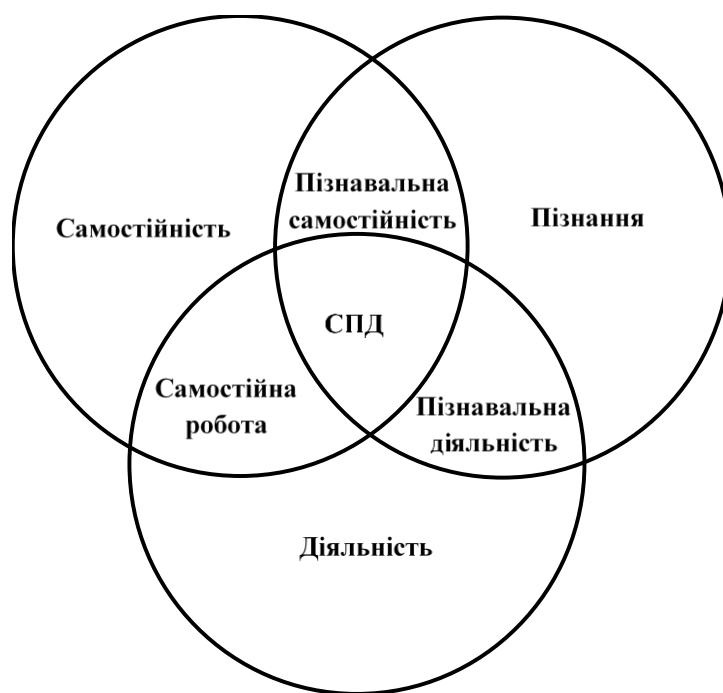 Пізнавальна
самостійність
Самостійність
Пізнання
СПД
Самостійна
робота
Пізнавальна
діяльність
Діяльність